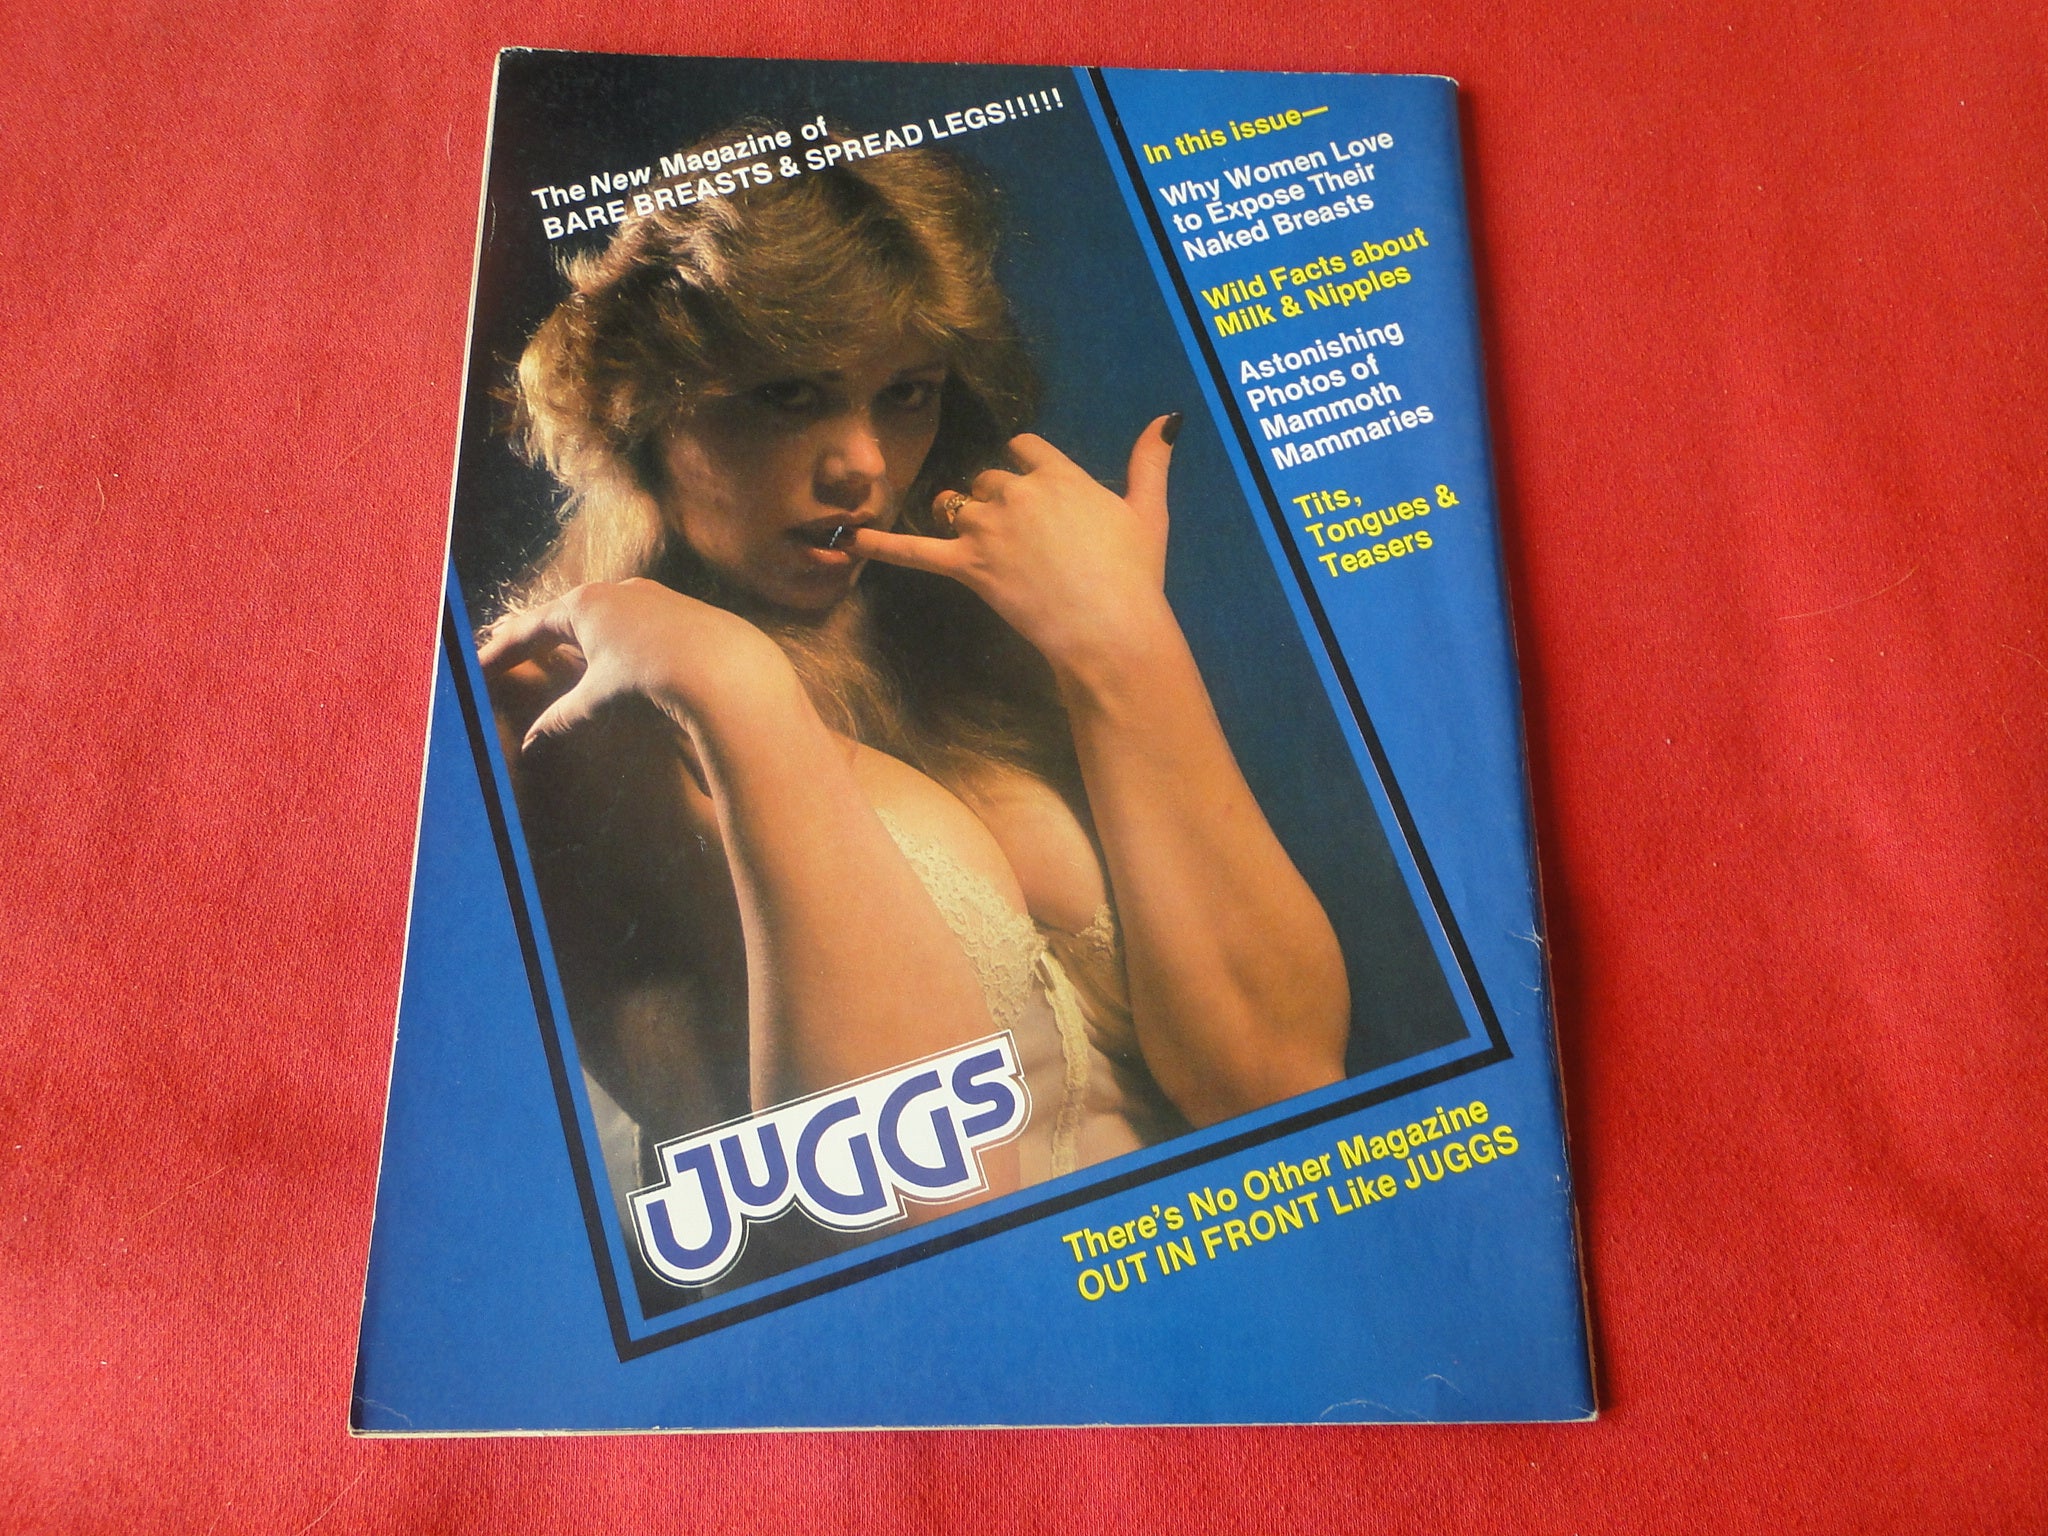 The New Magazine of
BARE BREASTS & SPREAD LEGS!!!!!
In this issue—
Why Women Love
to Expose Their
Naked Breasts
Wild Facts about
Milk & Nipples
Astonishing
Photos of
Mammoth
Mammaries
Tits,
Tongues &
Teasers
JUGGS
There's No Other Magazine
OUT IN FRONT Like JUGGS